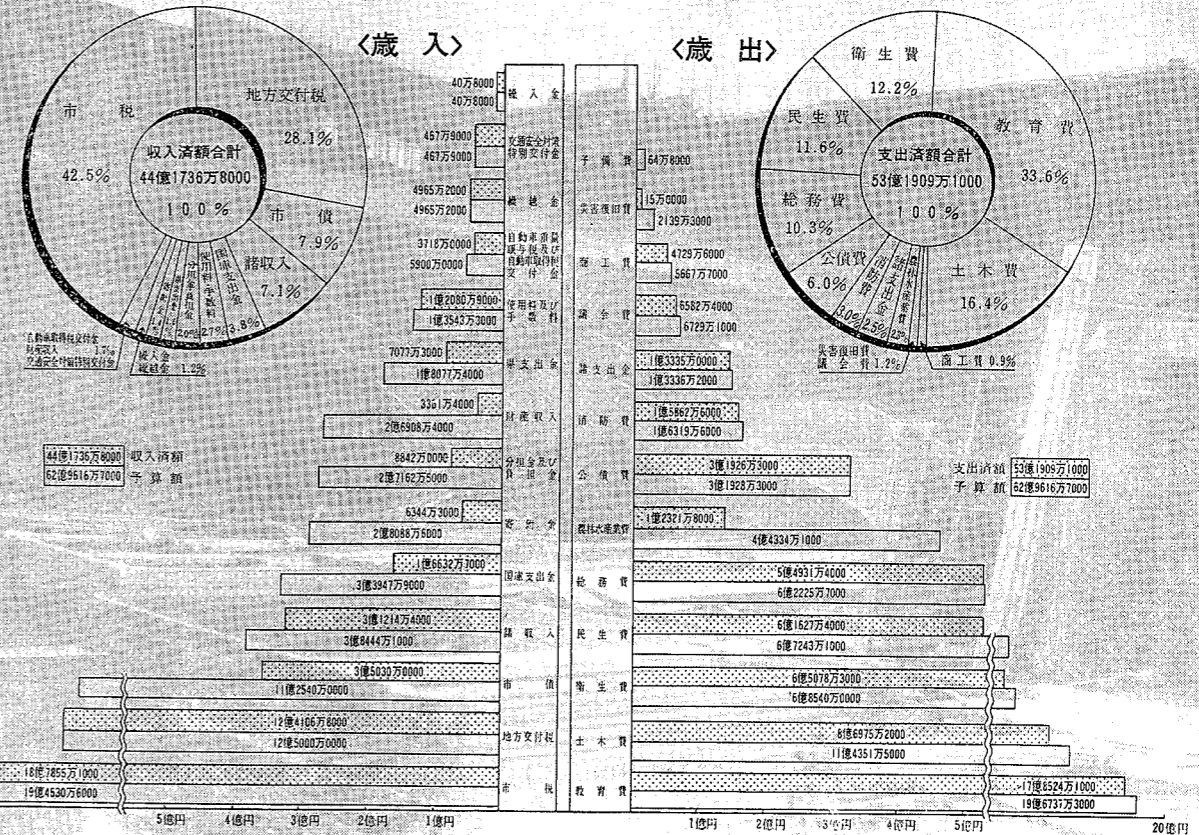 〈歳入〉
市税
42.5%
地方交付税
28.1%
市債
7.9%
諸収入
7.1%
国庫支出金
3.8%
使用料手数料
2.7%
分担金負担金
2.0%
収入済額合計
44億1736万8000
100%
自動車取得税交付金
財産収入 1.7%
交通安全対策特別交付金
繰入金
繰越金 1.2%
44億1736万8000 収入済額
62億9616万7000 予算額
繰入金
40万8000
40万8000
交通安全対策特別交付金
467万9000
467万9000
繰越金
4965万2000
4965万2000
自動車重量譲与税及び自動車取得税交付金
3718万0000
5900万0000
使用料及び手数料
1億2080万9000
1億3543万3000
県支出金
7077万3000
1億8077万4000
財産収入
3361万4000
2億6908万4000
分担金及び負担金
8842万0000
2億7162万5000
寄附金
6344万3000
2億8088万6000
国庫支出金
1億6632万7000
3億3947万9000
諸収入
3億1214万4000
3億6444万1000
市債
3億5030万0000
11億2540万0000
地方交付税
12億4106万8000
12億5000万0000
市税
18億7855万1000
19億4530万6000
5億円 4億円 3億円 2億円 1億円
〈歳出〉
衛生費
12.2%
教育費
33.6%
民生費
11.6%
総務費
10.3%
公債費
6.0%
消防費
3.0%
諸支出金
2.5%
農林水産業費
土木費
16.4%
支出済額合計
53億1909万1000
100%
災害復旧費
議会費 1.2%
商工費 0.9%
支出済額 53億1909万1000
予算額 62億9616万7000
予備費
64万8000
災害復旧費
15万0000
2139万3000
商工費
4729万6000
5667万7000
議会費
6582万4000
6729万1000
諸支出金
1億3335万0000
1億3336万2000
消防費
1億5862万6000
1億6319万6000
公債費
3億1926万3000
3億1928万3000
農林水産業費
1億2321万8000
4億4334万1000
総務費
5億4931万4000
6億2225万7000
民生費
6億1627万4000
6億7243万1000
衛生費
6億5078万3000
6億8540万0000
土木費
8億6975万2000
11億4351万5000
教育費
17億8524万1000
19億6737万3000
1億円 2億円 3億円 4億円 5億円 20億円